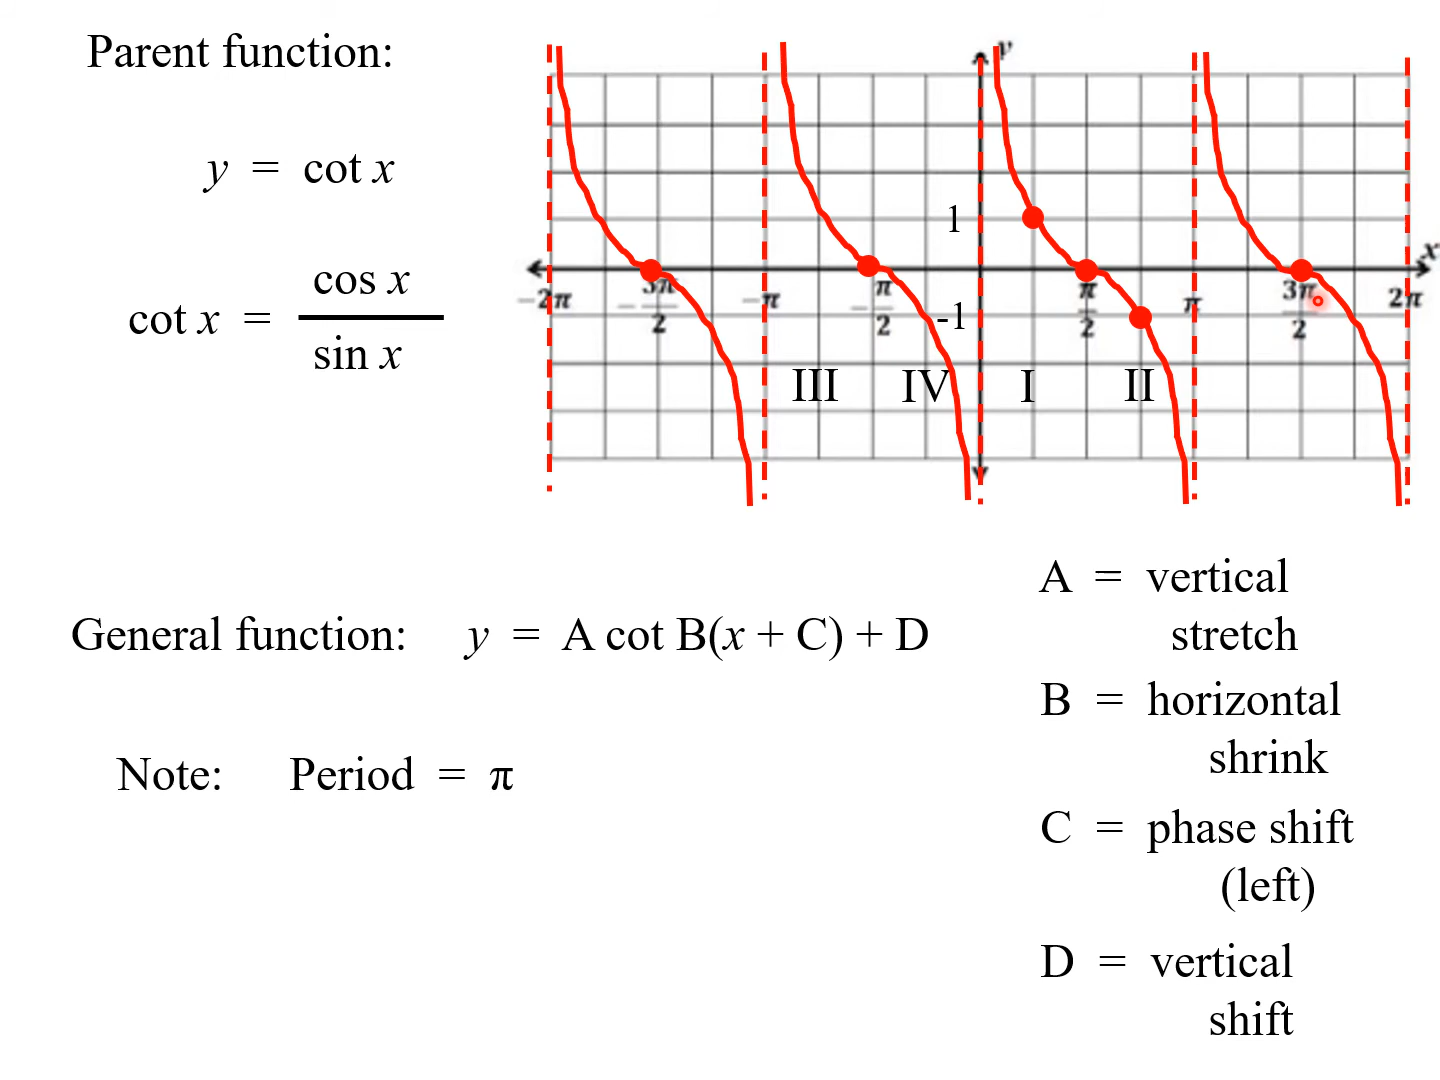 Parent function:
y = cot x
cot x = cos x / sin x
y
x
1
-1
-2π
-3π/2
-π
-π/2
π/2
π
3π/2
2π
III IV I II
General function: y = A cot B(x + C) + D
Note: Period = π
A = vertical
stretch
B = horizontal
shrink
C = phase shift
(left)
D = vertical
shift